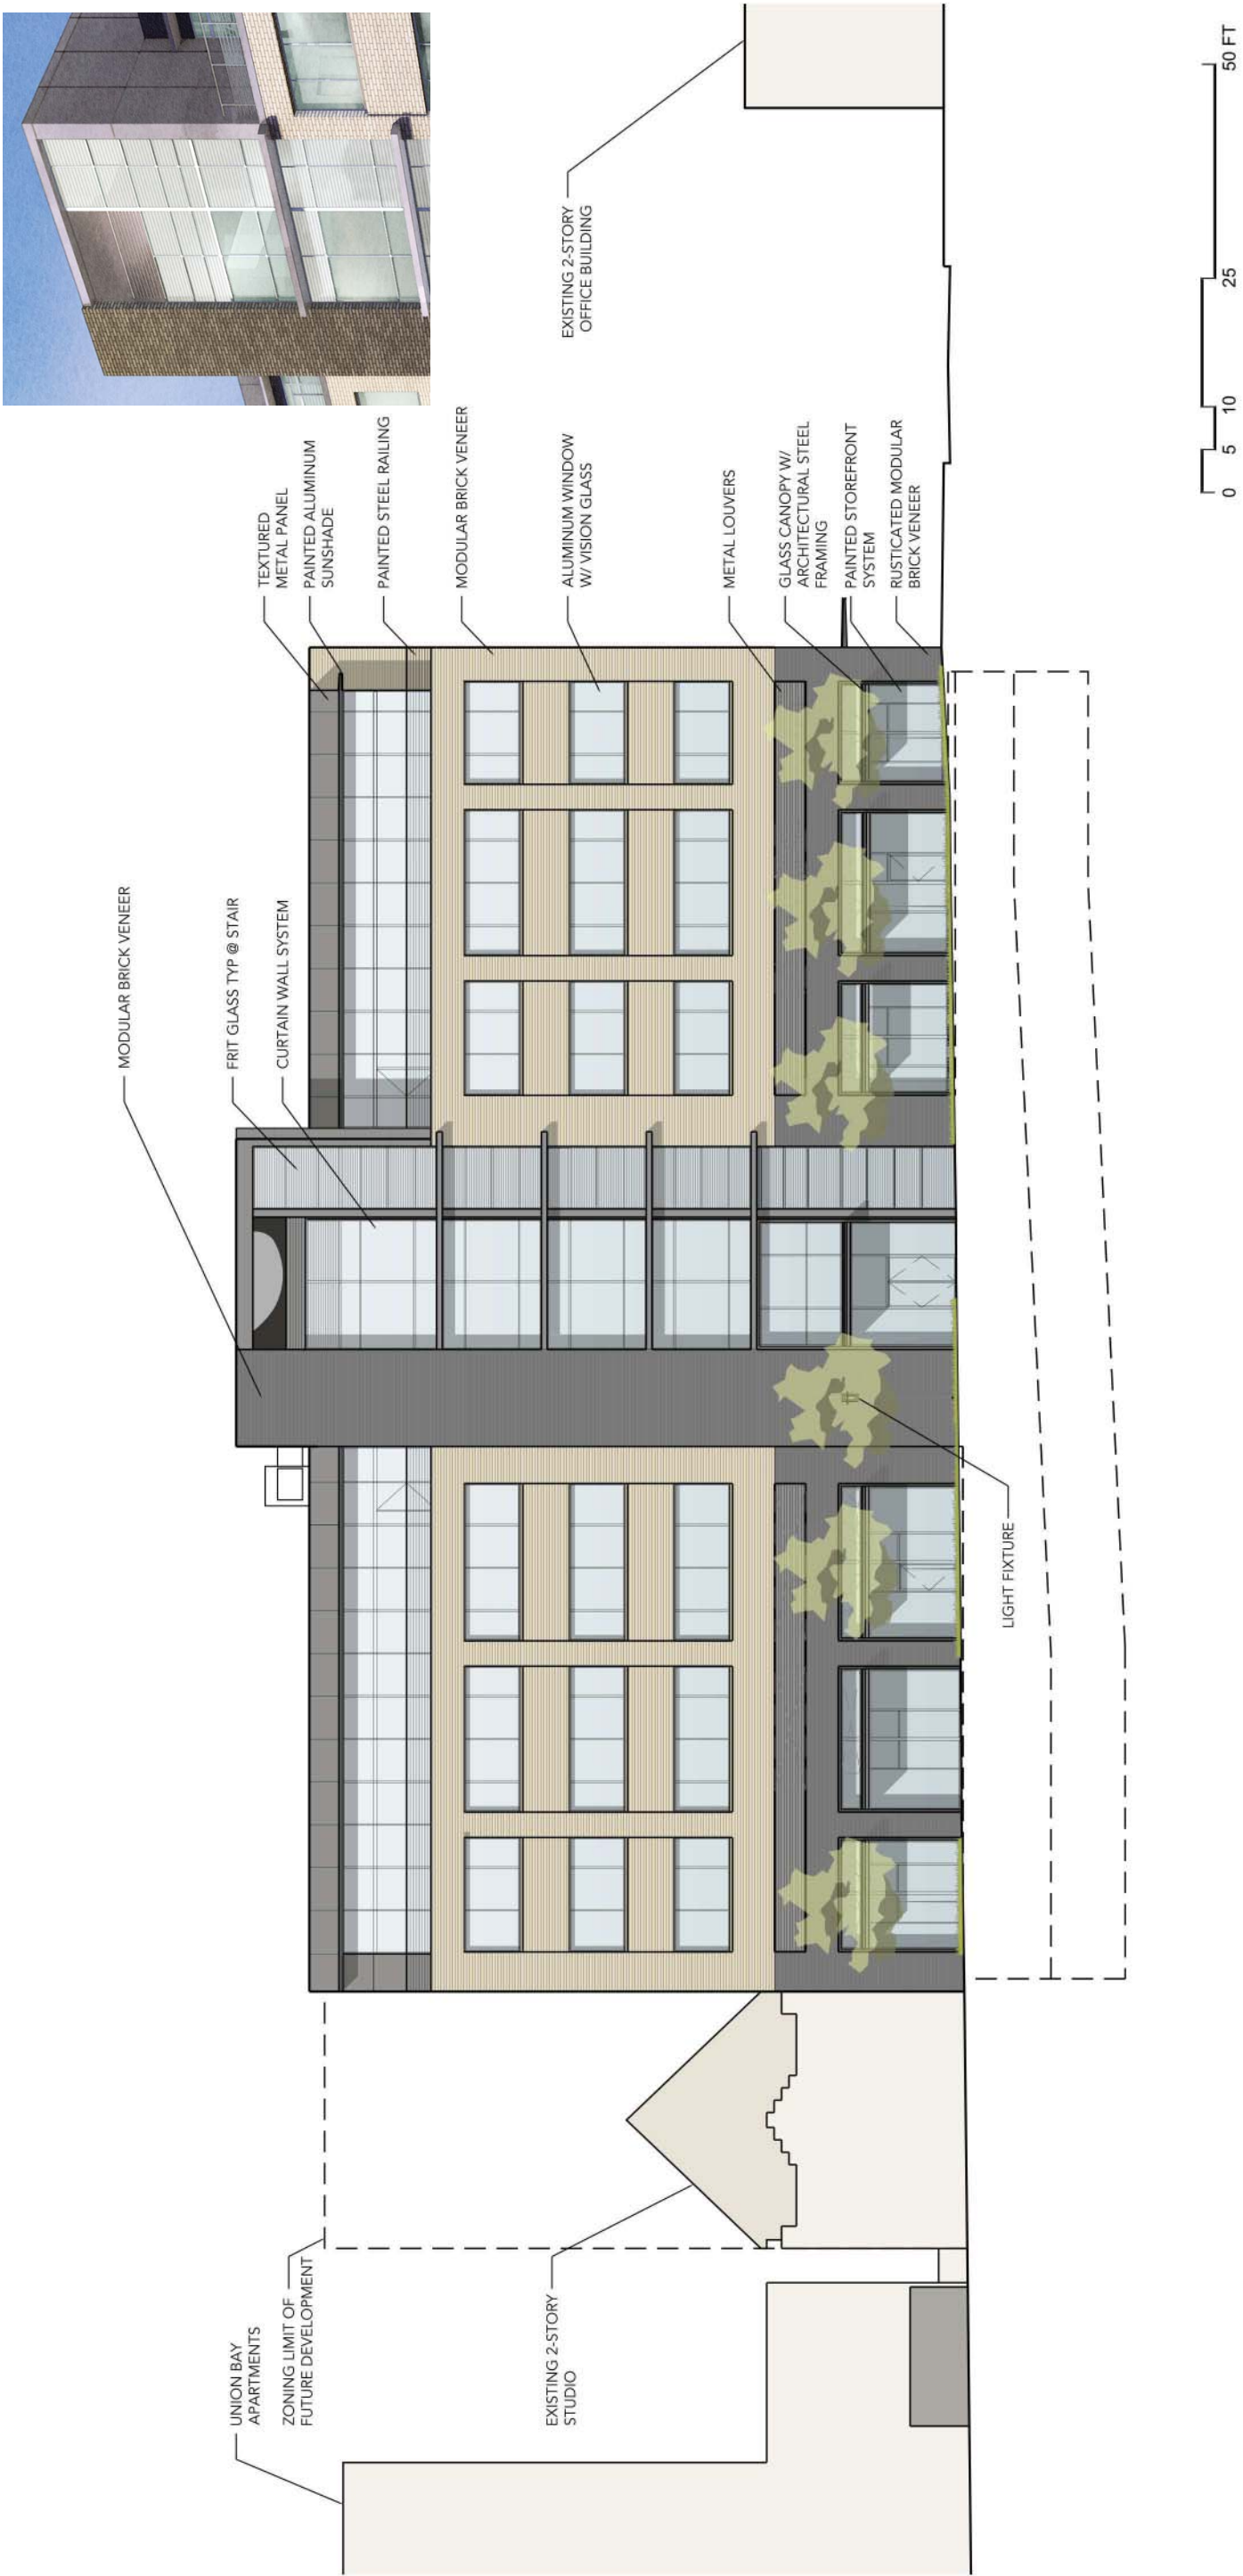 UNION BAY
APARTMENTS
ZONING LIMIT OF
FUTURE DEVELOPMENT
EXISTING 2-STORY
STUDIO
MODULAR BRICK VENEER
FRIT GLASS TYP @ STAIR
CURTAIN WALL SYSTEM
LIGHT FIXTURE
TEXTURED
METAL PANEL
PAINTED ALUMINUM
SUNSHADE
PAINTED STEEL RAILING
MODULAR BRICK VENEER
ALUMINUM WINDOW
W/ VISION GLASS
METAL LOUVERS
GLASS CANOPY W/
ARCHITECTURAL STEEL
FRAMING
PAINTED STOREFRONT
SYSTEM
RUSTICATED MODULAR
BRICK VENEER
EXISTING 2-STORY
OFFICE BUILDING
0 5 10 25 50 FT